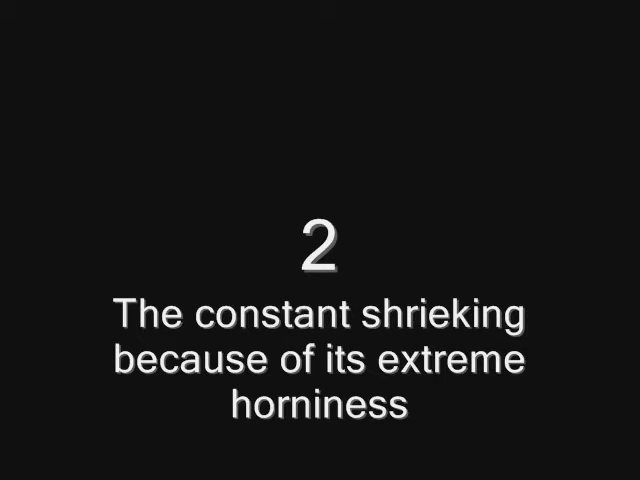 2
The constant shrieking
because of its extreme
horniness